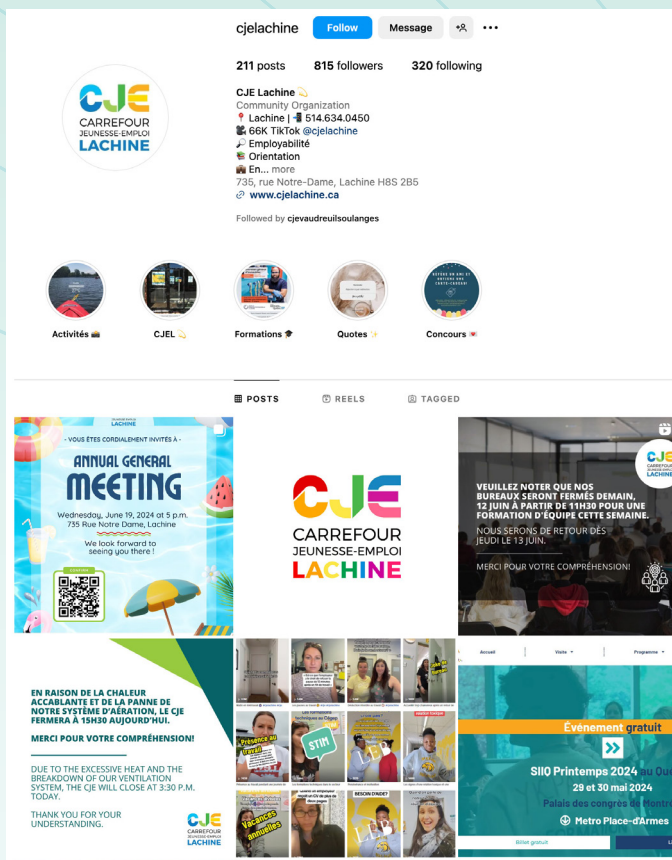 cjelachine Follow Message
211 posts 815 followers 320 following
CJE Lachine
Community Organization
Lachine | 514.634.0450
66K TikTok @cjelachine
Employabilité
Orientation
En... more
735, rue Notre-Dame, Lachine H8S 2B5
www.cjelachine.ca
Followed by cjevaudreuilsoulanges
CJE
CARREFOUR
JEUNESSE-EMPLOI
LACHINE
Activités
CJEL
Formations
Quotes
Concours
POSTS REELS TAGGED
LACHINE
- VOUS ÊTES CORDIALEMENT INVITÉS À -
ANNUAL GENERAL
MEETING
Wednesday, June 19, 2024 at 5 p.m.
735 Rue Notre Dame, Lachine
We look forward to
seeing you there !
CJE
CARREFOUR
JEUNESSE-EMPLOI
LACHINE
VEUILLEZ NOTER QUE NOS
BUREAUX SERONT FERMÉS DEMAIN,
12 JUIN À PARTIR DE 11H30 POUR UNE
FORMATION D'ÉQUIPE CETTE SEMAINE.
NOUS SERONS DE RETOUR DÈS
JEUDI LE 13 JUIN.
MERCI POUR VOTRE COMPRÉHENSION!
EN RAISON DE LA CHALEUR
ACCABLANTE ET DE LA PANNE DE
NOTRE SYSTÈME D'AÉRATION, LE CJE
FERMERA À 15H30 AUJOURD'HUI.
MERCI POUR VOTRE COMPRÉHENSION!
DUE TO THE EXCESSIVE HEAT AND THE
BREAKDOWN OF OUR VENTILATION
SYSTEM, THE CJE WILL CLOSE AT 3:30 P.M.
TODAY.
THANK YOU FOR YOUR
UNDERSTANDING.
CJE
CARREFOUR
JEUNESSE-EMPLOI
LACHINE
Présence au
travail
STIM
Vacances
annuelles
BESOIN D'AIDE?
Accueil Visite Programme
Événement gratuit
SIIQ Printemps 2024 au
29 et 30 mai 2024
Palais des congrès de
Metro Place-d'Armes
Billet gratuit